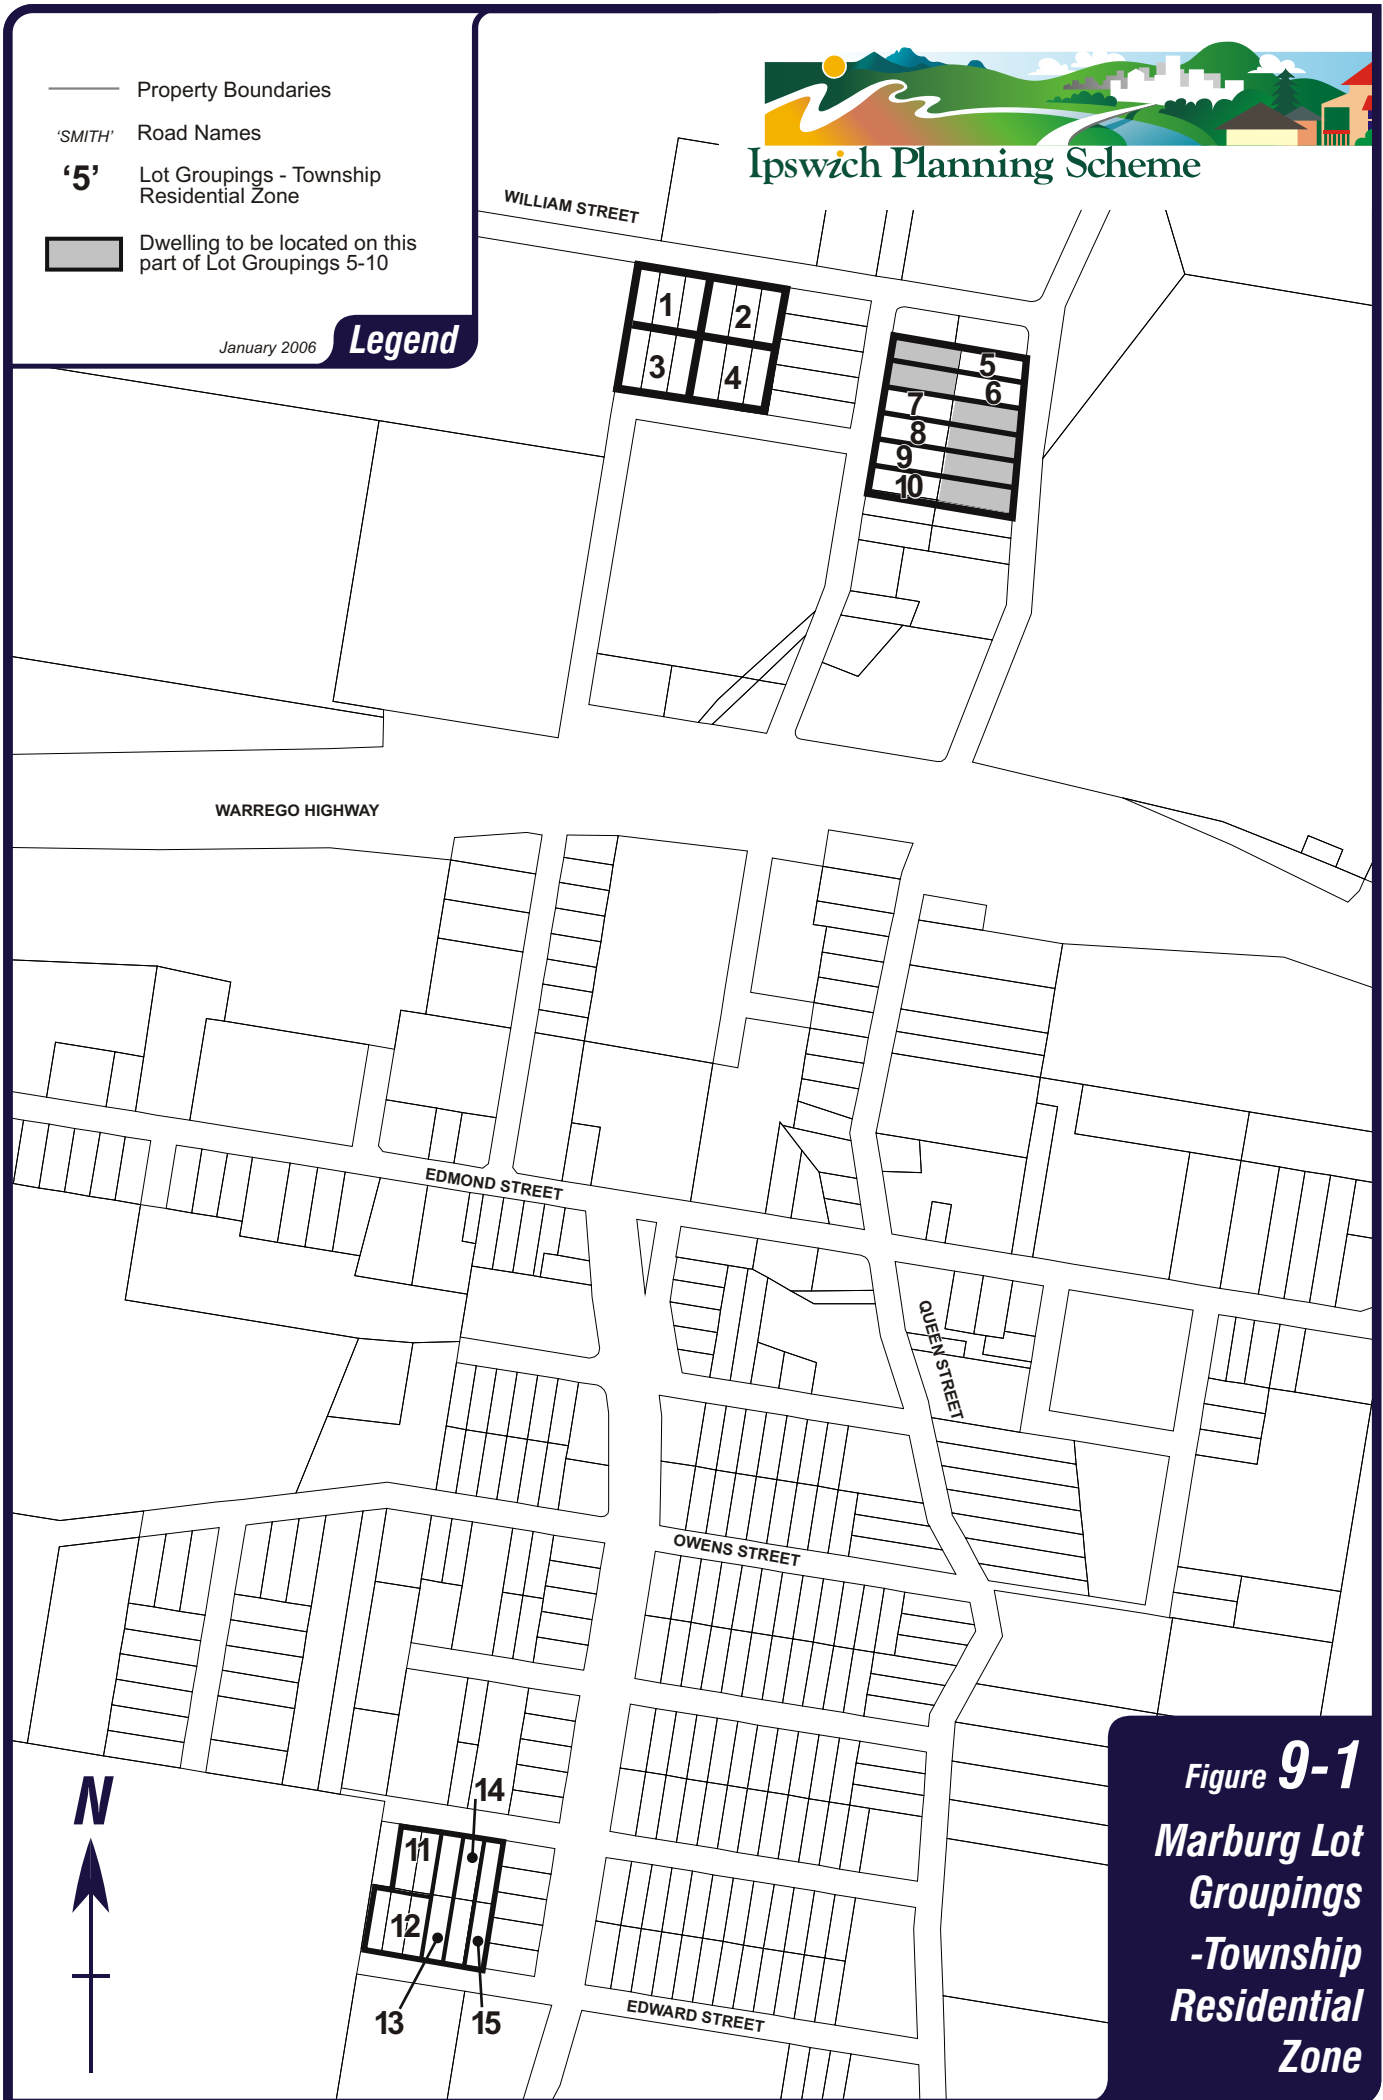 Property Boundaries
'SMITH' Road Names
'5' Lot Groupings - Township
Residential Zone
Dwelling to be located on this
part of Lot Groupings 5-10
January 2006
Legend
Ipswich Planning Scheme
WILLIAM STREET
1
2
3
4
5
6
7
8
9
10
WARREGO HIGHWAY
EDMOND STREET
QUEEN STREET
OWENS STREET
14
11
12
13
15
EDWARD STREET
N
Figure 9-1
Marburg Lot
Groupings
-Township
Residential
Zone